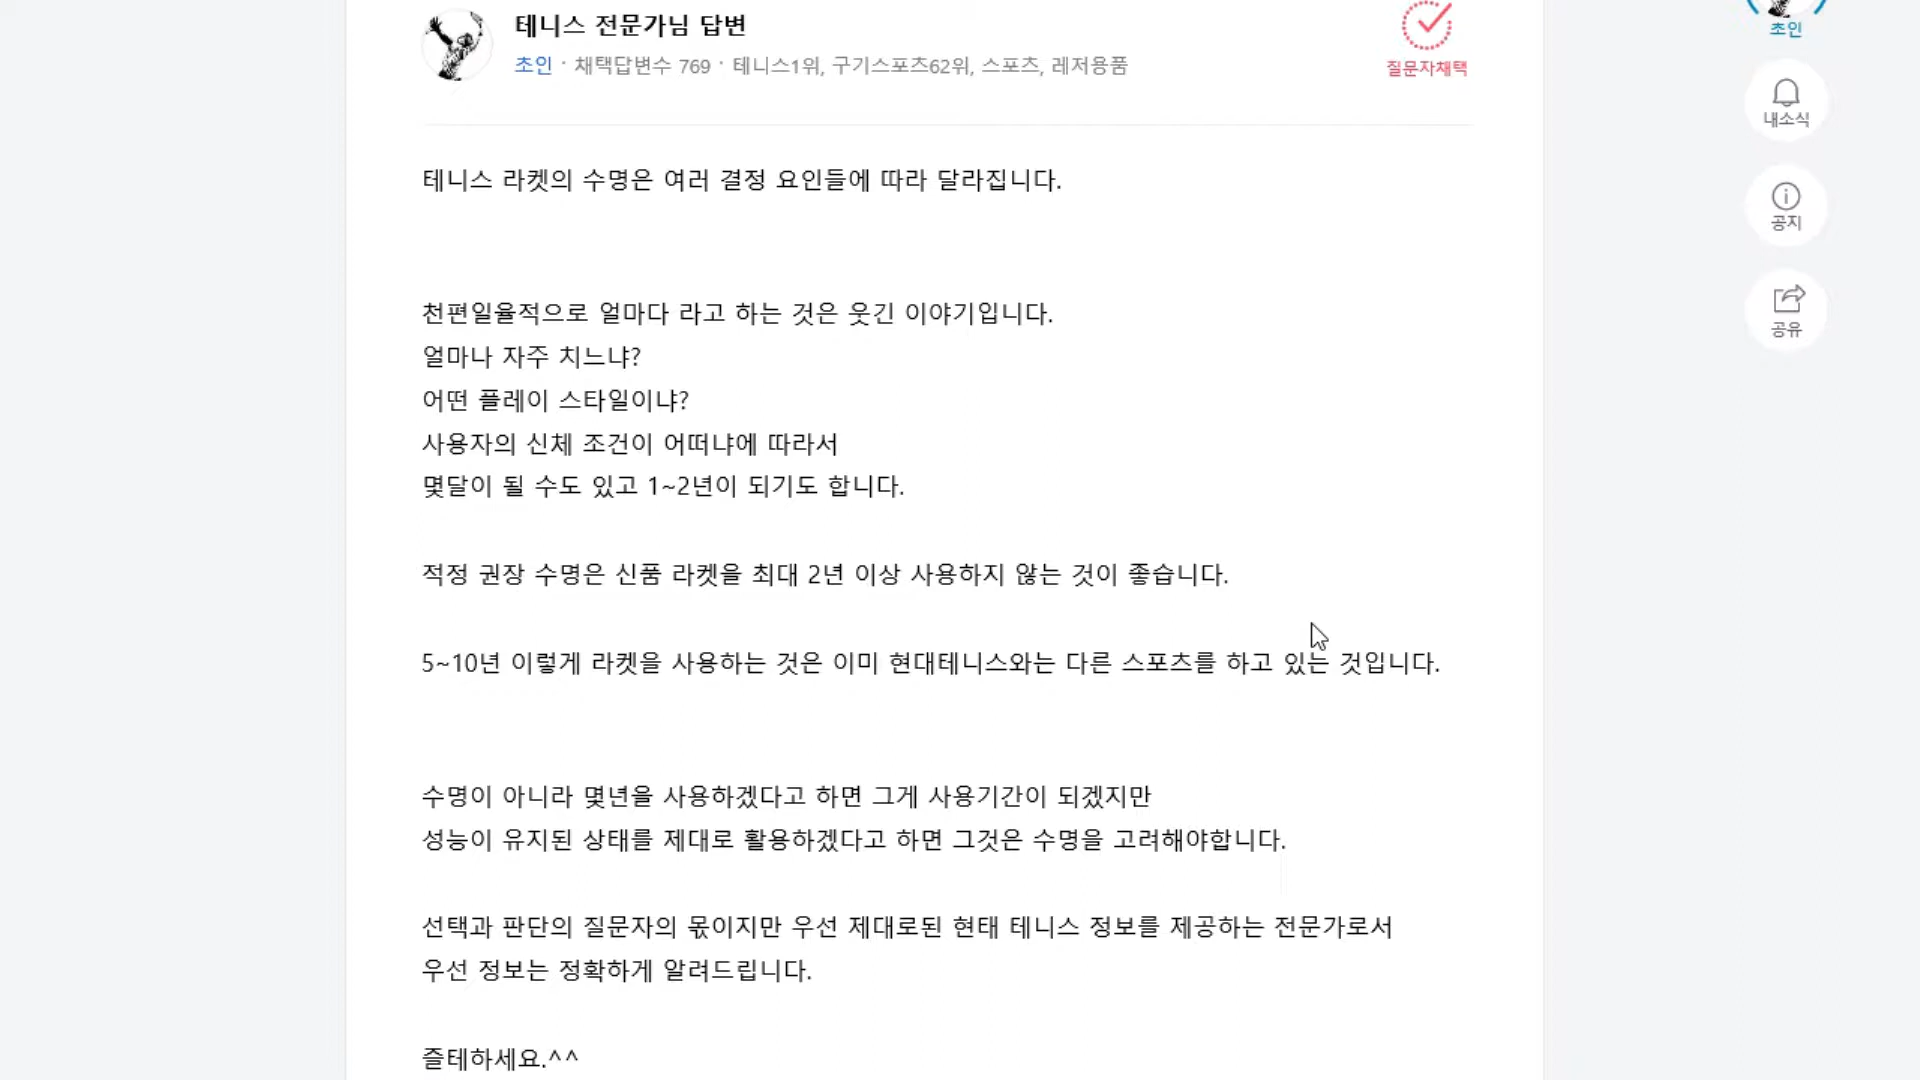 테니스 전문가님 답변
초인 · 채택답변수 769 · 테니스1위, 구기스포츠62위, 스포츠, 레저용품
질문자채택
초인
내소식
공지
공유
테니스 라켓의 수명은 여러 결정 요인들에 따라 달라집니다.
천편일율적으로 얼마다 라고 하는 것은 웃긴 이야기입니다.
얼마나 자주 치느냐?
어떤 플레이 스타일이냐?
사용자의 신체 조건이 어떠냐에 따라서
몇달이 될 수도 있고 1~2년이 되기도 합니다.
적정 권장 수명은 신품 라켓을 최대 2년 이상 사용하지 않는 것이 좋습니다.
5~10년 이렇게 라켓을 사용하는 것은 이미 현대테니스와는 다른 스포츠를 하고 있는 것입니다.
수명이 아니라 몇년을 사용하겠다고 하면 그게 사용기간이 되겠지만
성능이 유지된 상태를 제대로 활용하겠다고 하면 그것은 수명을 고려해야합니다.
선택과 판단의 질문자의 몫이지만 우선 제대로된 현태 테니스 정보를 제공하는 전문가로서
우선 정보는 정확하게 알려드립니다.
즐테하세요.^^